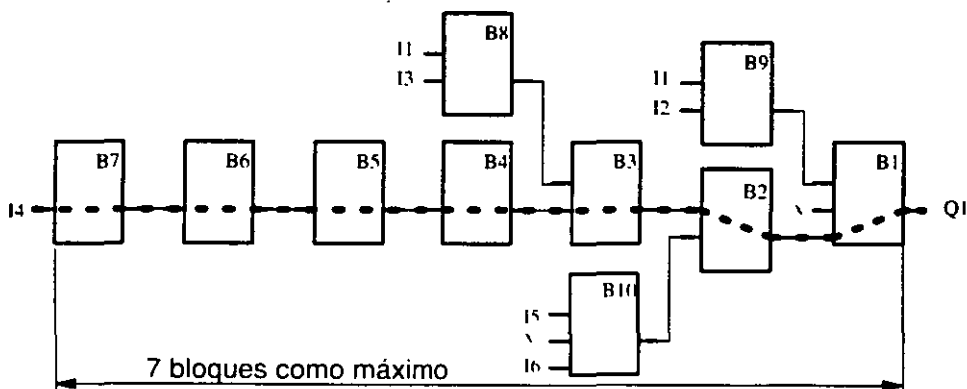 B8
I1
I3
B9
I1
I2
B7
B6
B5
B4
B3
B2
B1
I4
Q1
B10
I5
I6
7 bloques como máximo